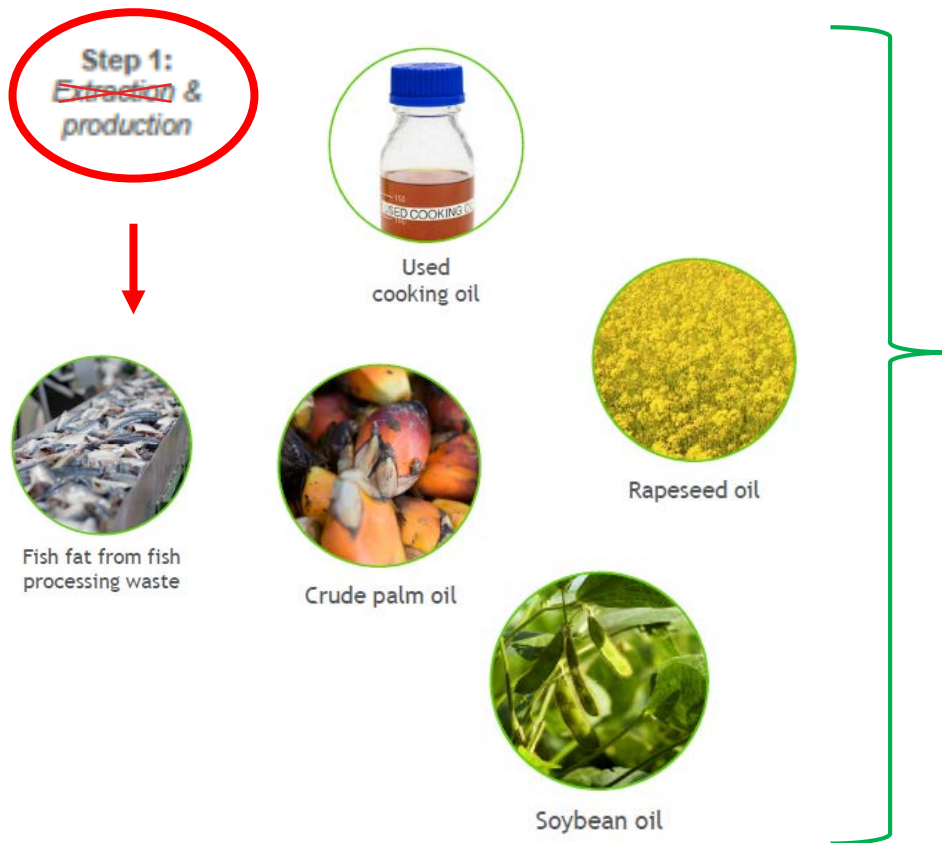 Step 1:
Extraction &
production
150
USED COOKING
Used
cooking oil
Rapeseed oil
Fish fat from fish
processing waste
Crude palm oil
Soybean oil